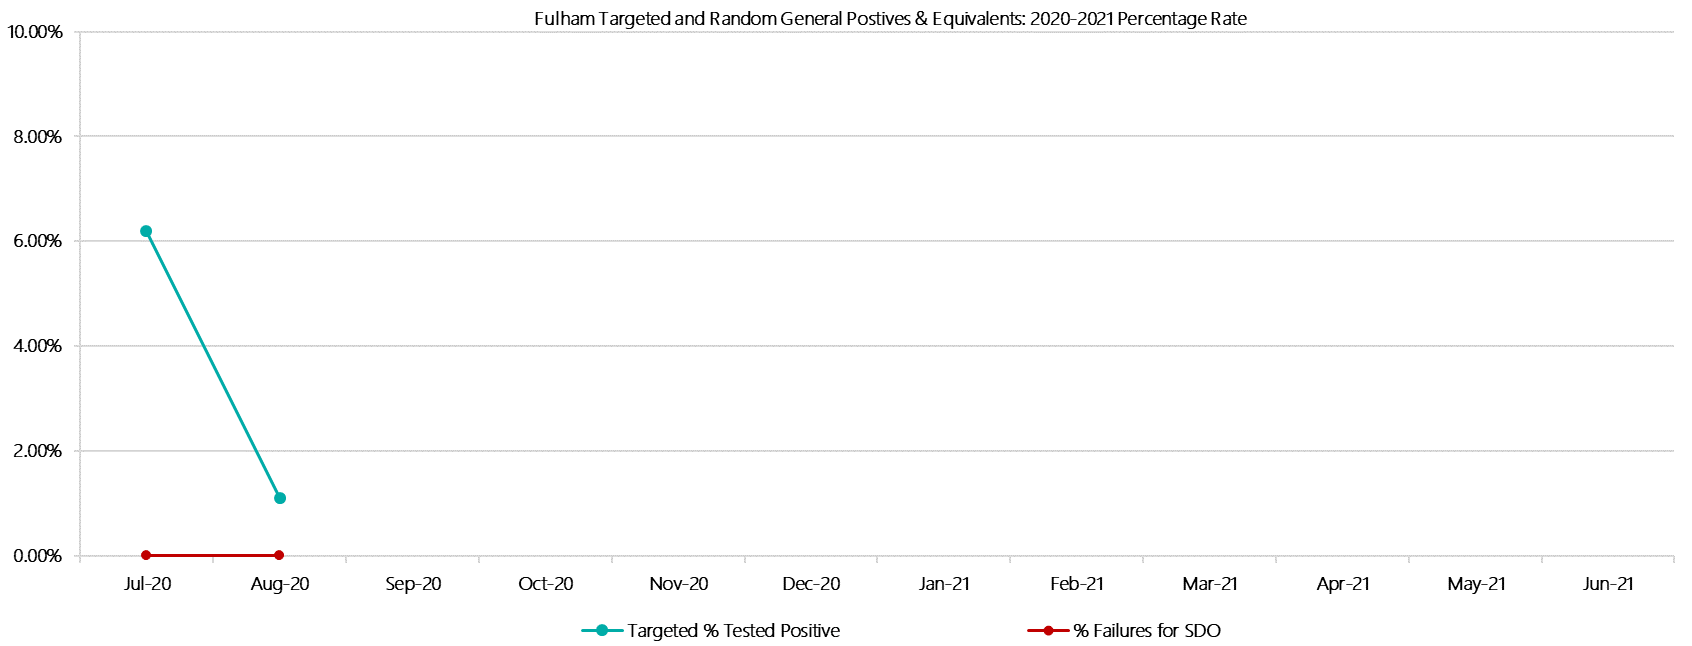 Fulham Targeted and Random General Postives & Equivalents: 2020-2021 Percentage Rate
10.00%
8.00%
6.00%
4.00%
2.00%
0.00%
Jul-20 Aug-20 Sep-20 Oct-20 Nov-20 Dec-20 Jan-21 Feb-21 Mar-21 Apr-21 May-21 Jun-21
Targeted % Tested Positive % Failures for SDO